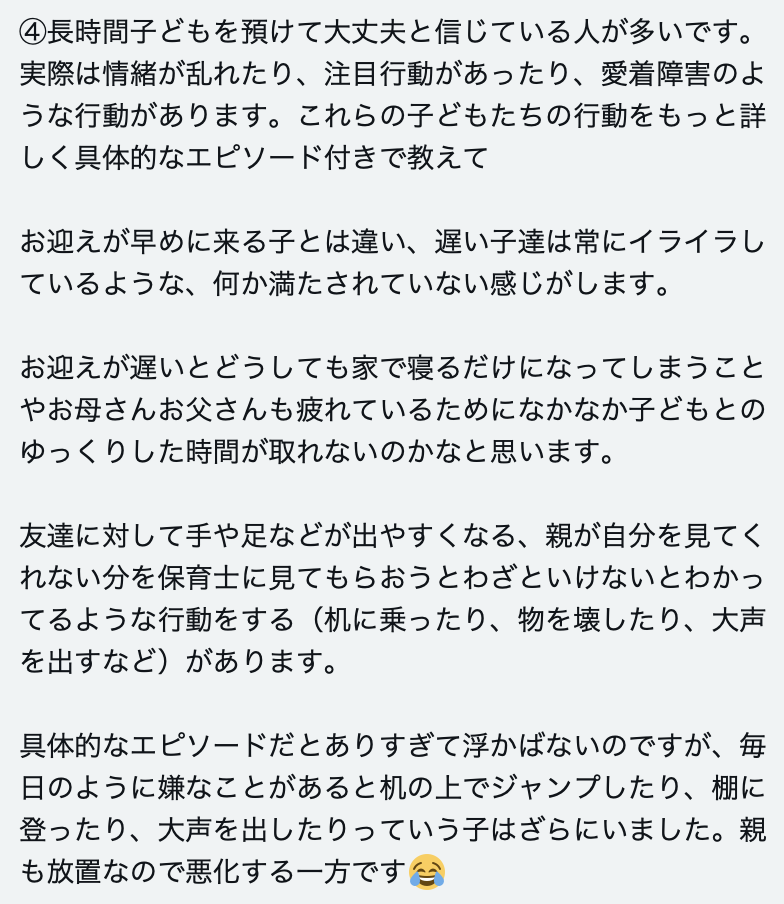 ④長時間子どもを預けて大丈夫と信じている人が多いです。
実際は情緒が乱れたり、注目行動があったり、愛着障害のよ
うな行動があります。これらの子どもたちの行動をもっと詳
しく具体的なエピソード付きで教えて
お迎えが早めに来る子とは違い、遅い子達は常にイライラし
ているような、何か満たされていない感じがします。
お迎えが遅いとどうしても家で寝るだけになってしまうこと
やお母さんお父さんも疲れているためになかなか子どもとの
ゆっくりした時間が取れないのかなと思います。
友達に対して手や足などが出やすくなる、親が自分を見てく
れない分を保育士に見てもらおうとわざといけないとわかっ
てるような行動をする（机に乗ったり、物を壊したり、大声
を出すなど）があります。
具体的なエピソードだとありすぎて浮かばないのですが、毎
日のように嫌なことがあると机の上でジャンプしたり、棚に
登ったり、大声を出したりっていう子はざらにいました。親
も放置なので悪化する一方です😂